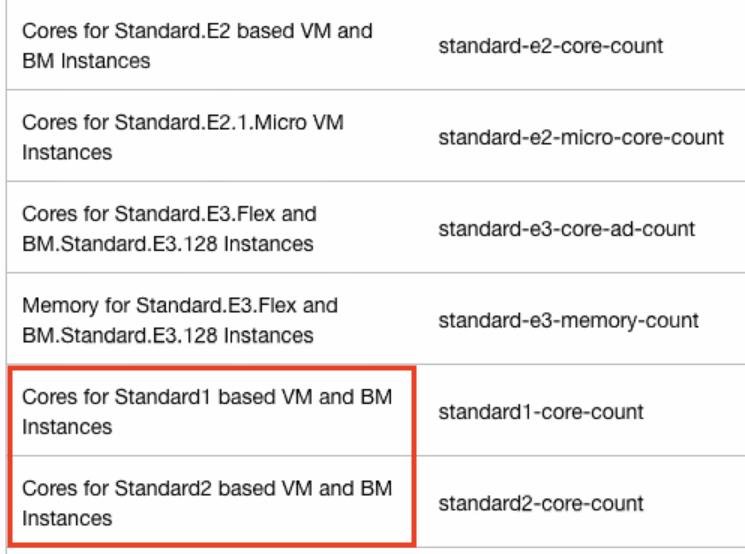 Cores for Standard.E2 based VM and
BM Instances
standard-e2-core-count
Cores for Standard.E2.1.Micro VM
Instances
standard-e2-micro-core-count
Cores for Standard.E3.Flex and
BM.Standard.E3.128 Instances
standard-e3-core-ad-count
Memory for Standard.E3.Flex and
BM.Standard.E3.128 Instances
standard-e3-memory-count
Cores for Standard1 based VM and BM
Instances
standard1-core-count
Cores for Standard2 based VM and BM
Instances
standard2-core-count